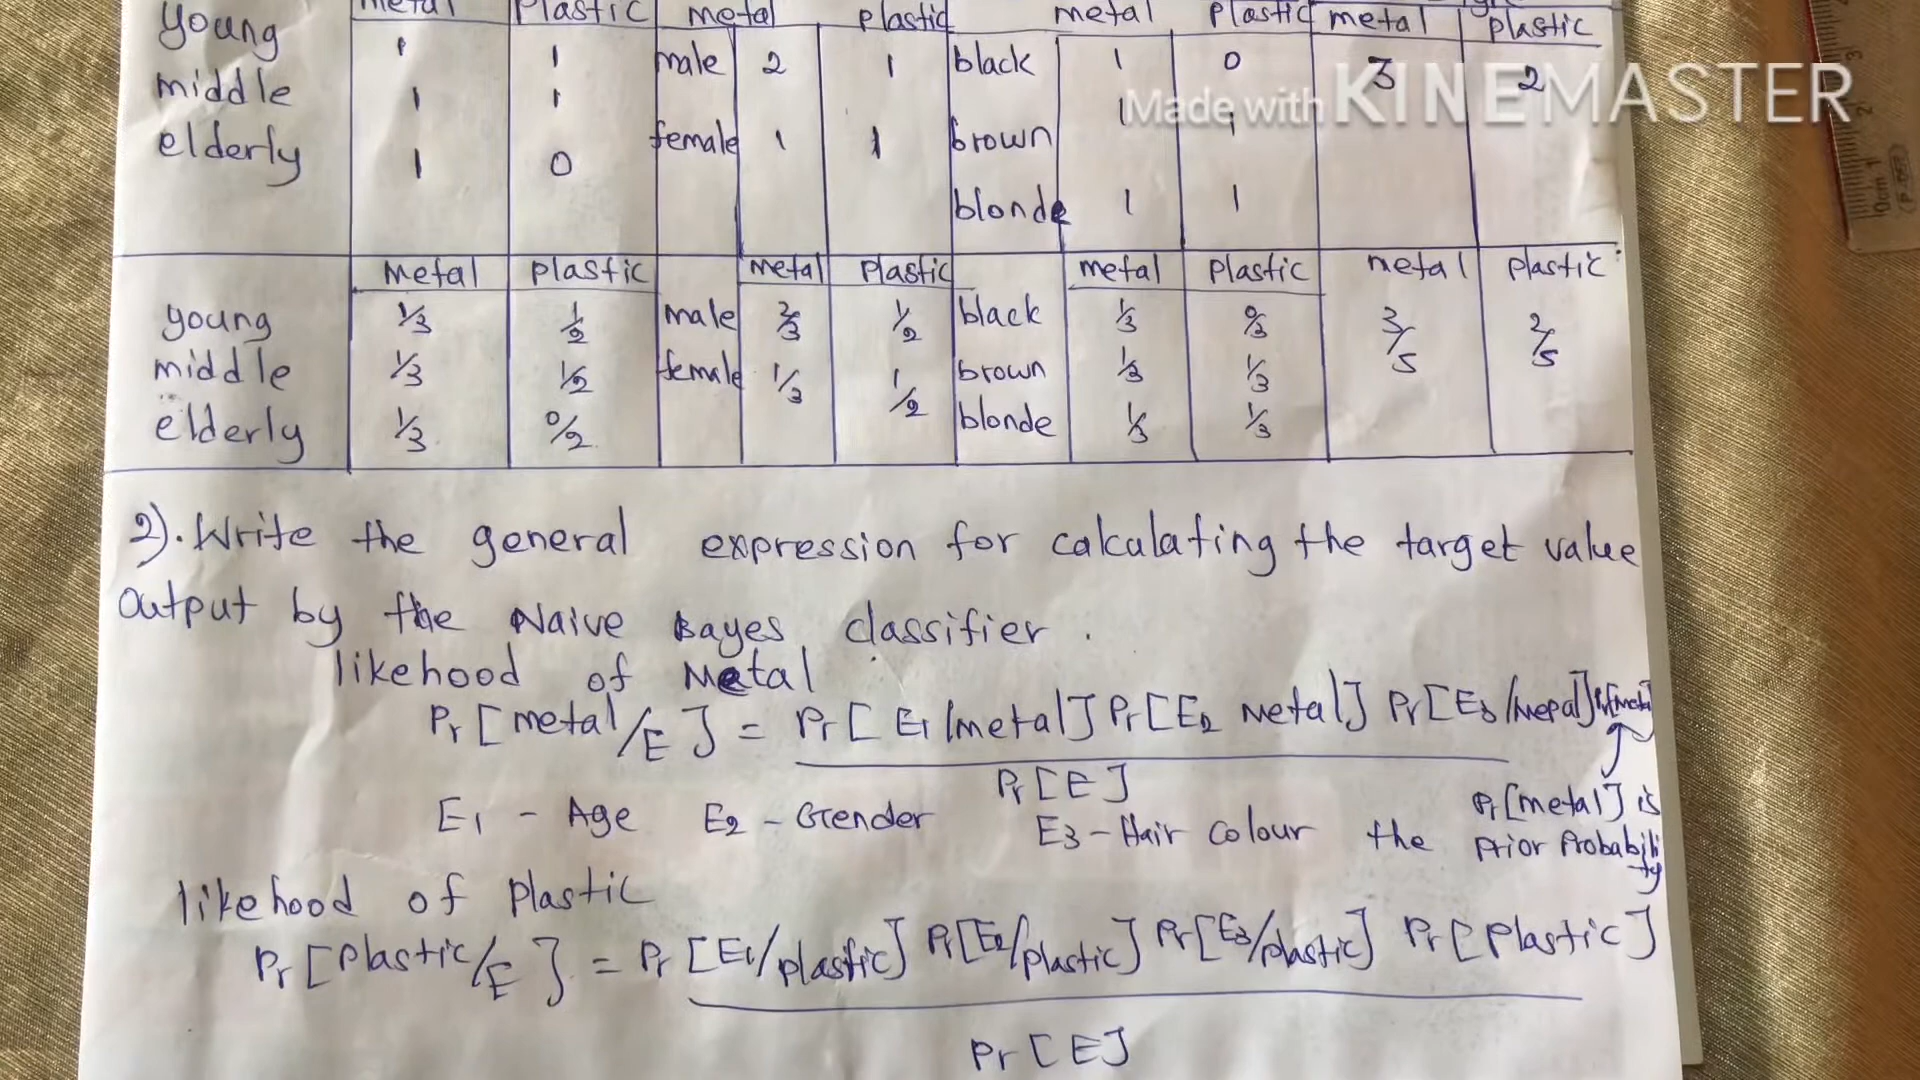 metal Plastic metal plastic metal plastic metal plastic
young 1 1 male 2 1 black 1 0 3 2
middle 1 1
elderly 1 0 female 1 1 brown 1 1
blonde 1 1
Made with KINEMASTER
metal plastic metal plastic metal plastic metal plastic
young 1/3 1/2 male 2/3 1/2 black 1/3 0/3 3/5 2/5
middle 1/3 1/2 female 1/3 1/2 brown 1/3 1/3
elderly 1/3 0/2 blonde 1/3 1/3
2). Write the general expression for calculating the target value
output by the Naive Bayes classifier.
likehood of Metal
Pr[metal/E] = Pr[E1/metal] Pr[E2 Metal] Pr[E3/mepal] Pr[metal]
Pr[E]
E1 - Age E2 - Gender E3 - Hair colour the Pr[metal] is
Prior Probabili
ty
likehood of plastic
Pr[Plastic/E] = Pr[E1/plastic] Pr[E2/plastic] Pr[E3/plastic] Pr[plastic]
Pr[E]